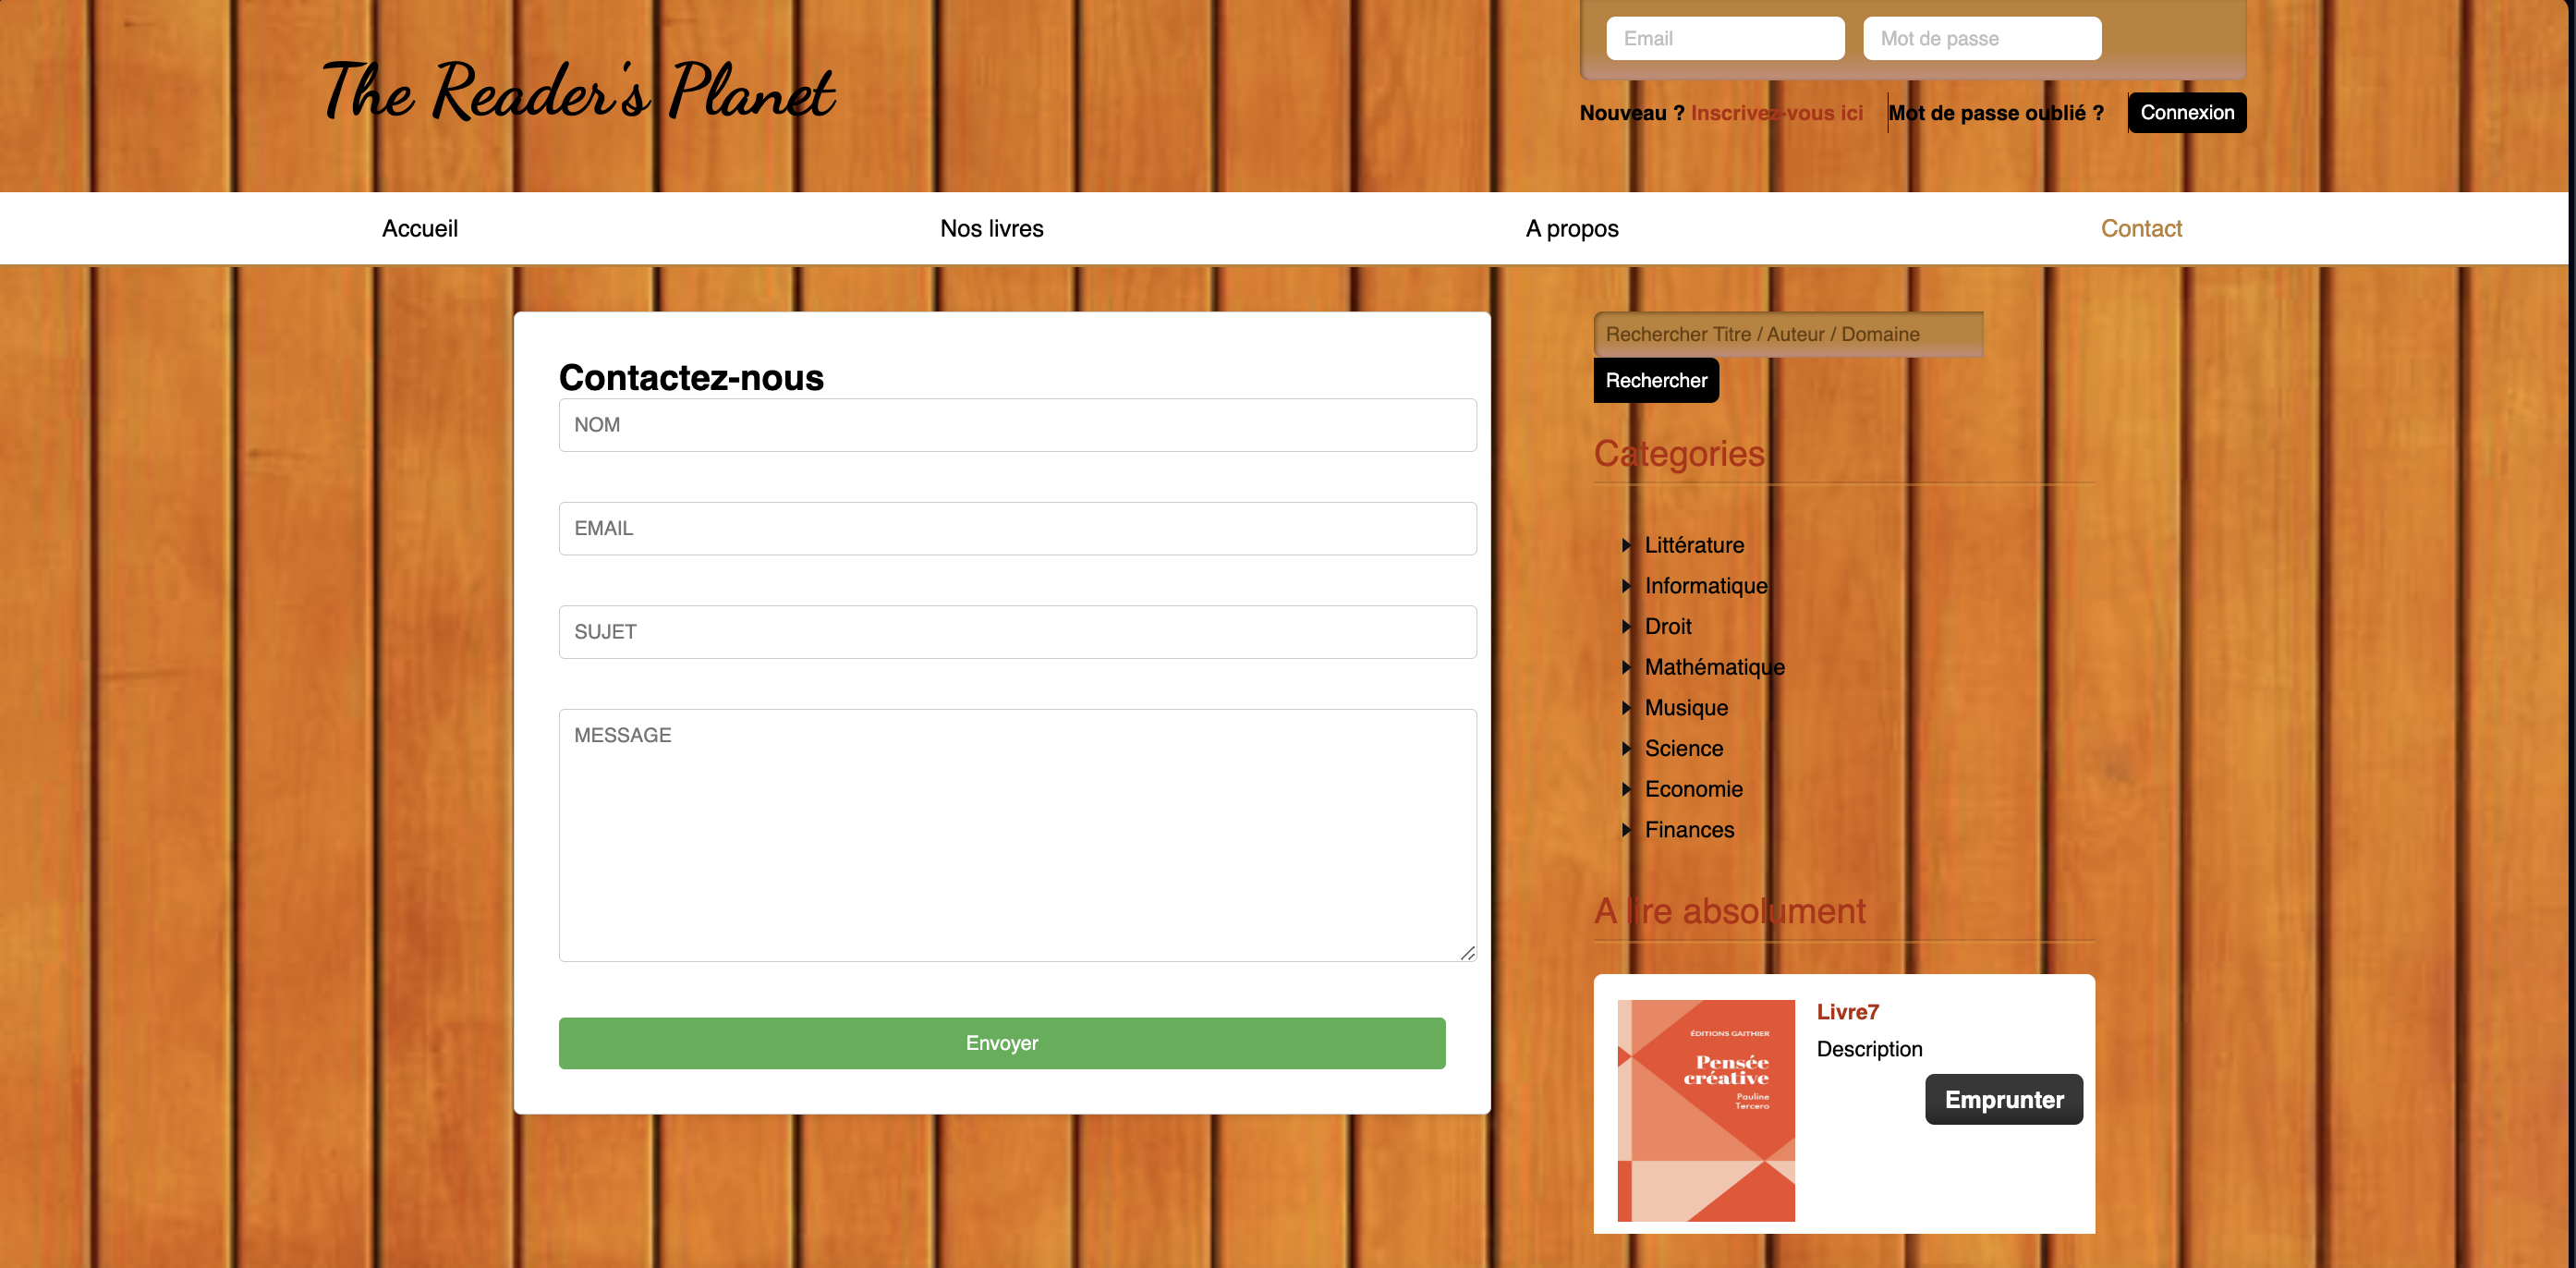 The Reader's Planet
Email
Mot de passe
Nouveau ? Inscrivez-vous ici
Mot de passe oublié ?
Connexion
Accueil
Nos livres
A propos
Contact
Contactez-nous
NOM
EMAIL
SUJET
MESSAGE
Envoyer
Rechercher Titre / Auteur / Domaine
Rechercher
Categories
Littérature
Informatique
Droit
Mathématique
Musique
Science
Economie
Finances
A lire absolument
ÉDITIONS GAITHIER
Pensée
créative
Pauline
Tercero
Livre7
Description
Emprunter